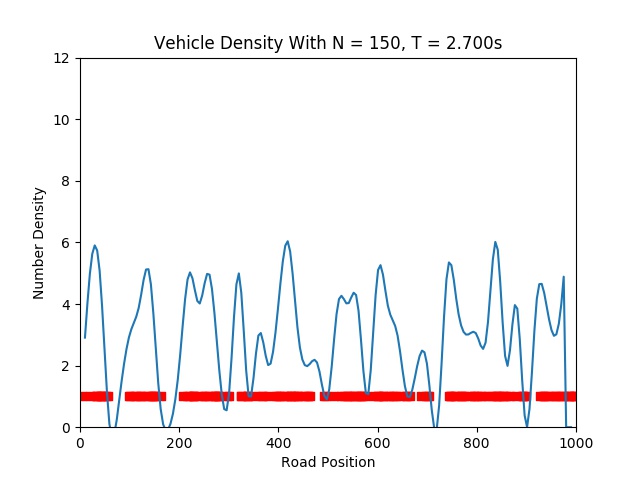 Vehicle Density With N = 150, T = 2.700s
12
10
8
6
4
2
0
Number Density
0 200 400 600 800 1000
Road Position